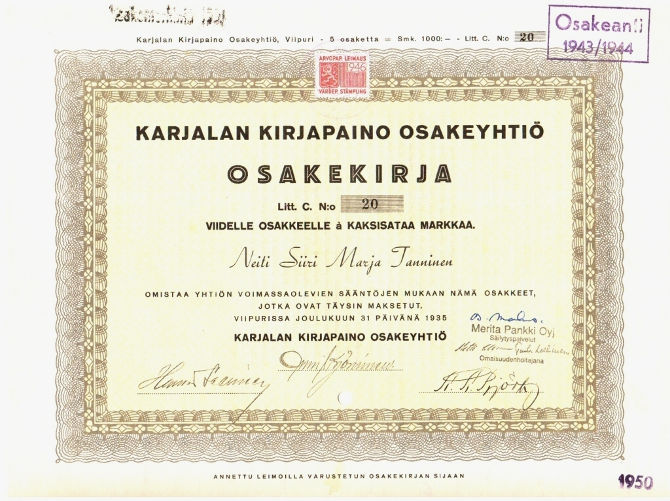 Osakeanti
1943/1944
Karjalan Kirjapaino Osakeyhtiö, Viipuri - 5 osaketta = Smk. 1000:— - Litt. C. N:o 20
ARVOPAP. LEIMAUS
VÄRDEP. STÄMPLING
KARJALAN KIRJAPAINO OSAKEYHTIÖ
OSAKEKIRJA
Litt. C. N:o 20
VIIDELLE OSAKKEELLE à KAKSISATAA MARKKAA.
Neiti Siiri Marja Tanninen
OMISTAA YHTIÖN VOIMASSAOLEVIEN SÄÄNTÖJEN MUKAAN NÄMÄ OSAKKEET,
JOTKA OVAT TÄYSIN MAKSETUT.
VIIPURISSA JOULUKUUN 31 PÄIVÄNÄ 1935
KARJALAN KIRJAPAINO OSAKEYHTIÖ
Merita Pankki Oyj
Säilytyspalvelut
Omaisuudenhoitajana
ANNETTU LEIMOILLA VARUSTETUN OSAKEKIRJAN SIJAAN
1950